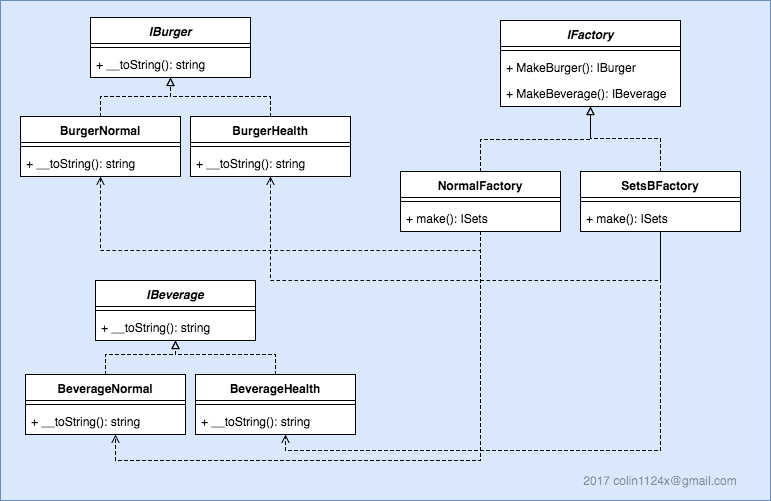 IBurger
+ __toString(): string
IFactory
+ MakeBurger(): IBurger
+ MakeBeverage(): IBeverage
BurgerNormal
+ __toString(): string
BurgerHealth
+ __toString(): string
NormalFactory
+ make(): ISets
SetsBFactory
+ make(): ISets
IBeverage
+ __toString(): string
BeverageNormal
+ __toString(): string
BeverageHealth
+ __toString(): string
2017 colin1124x@gmail.com